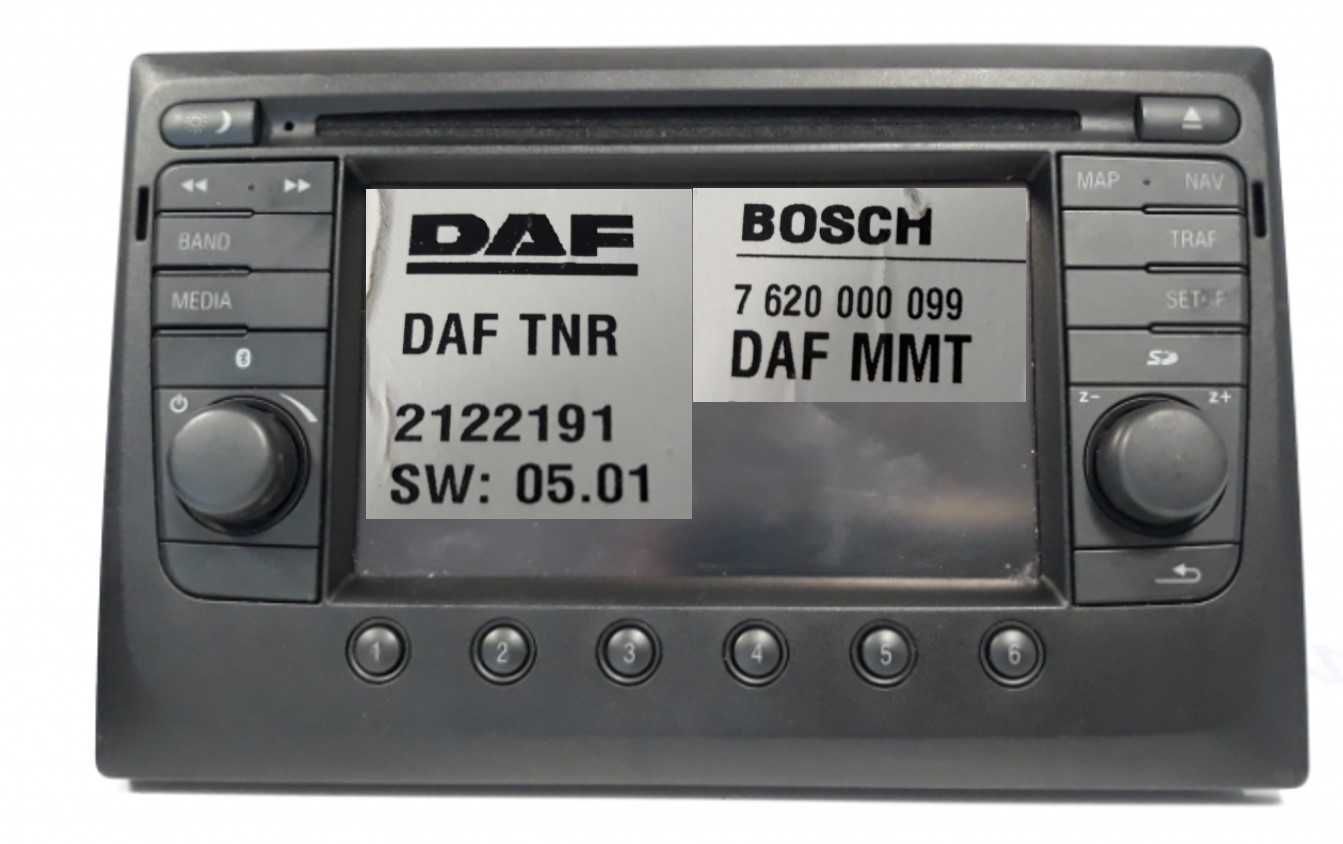 MAP NAV
BAND
TRAF
MEDIA
Z- Z+
DAF
DAF TNR
2122191
SW: 05.01
BOSCH
7 620 000 099
DAF MMT
1 2 3 4 5 6